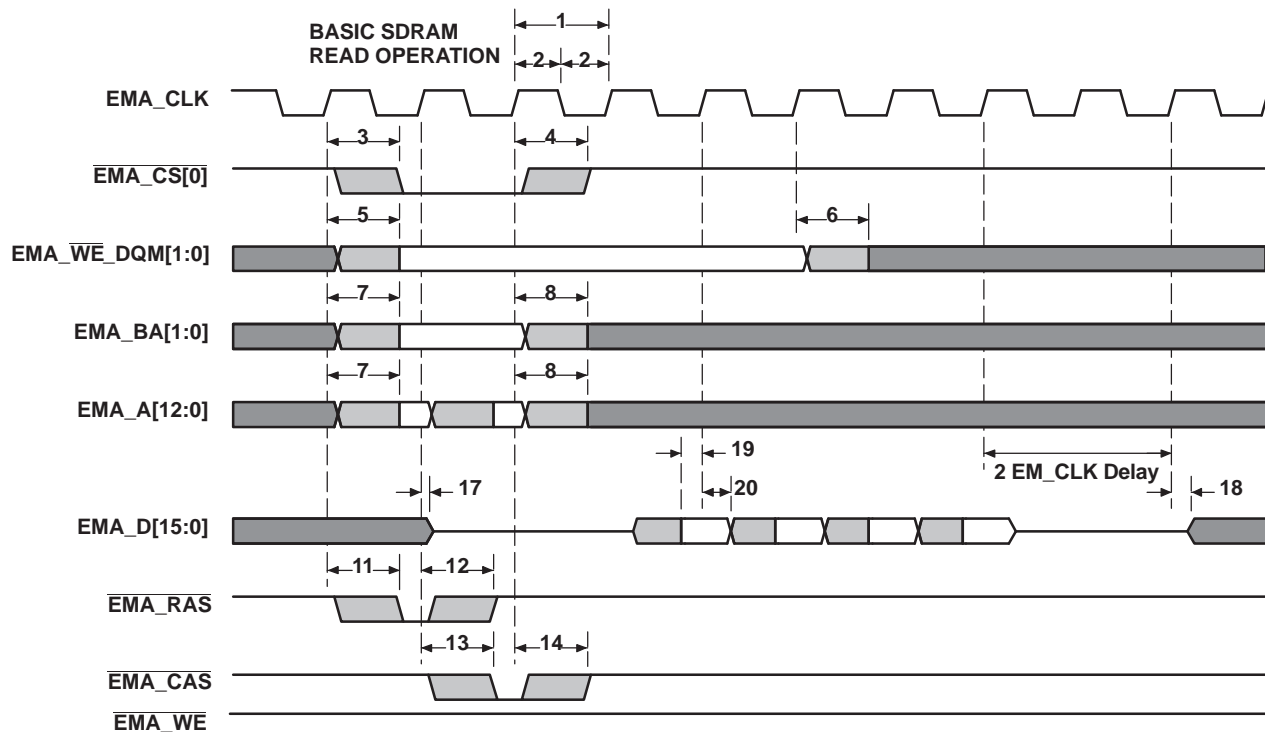 1
BASIC SDRAM
READ OPERATION
2 2
EMA_CLK
3 4
EMA_CS[0]
5 6
EMA_WE_DQM[1:0]
7 8
EMA_BA[1:0]
7 8
EMA_A[12:0]
19
2 EM_CLK Delay
17 20 18
EMA_D[15:0]
11 12
EMA_RAS
13 14
EMA_CAS
EMA_WE